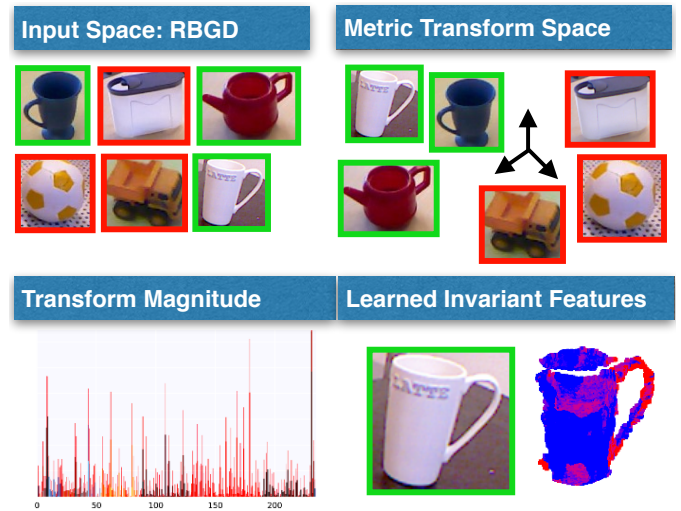 Input Space: RBGD
Metric Transform Space
Transform Magnitude
Learned Invariant Features
0 50 100 150 200